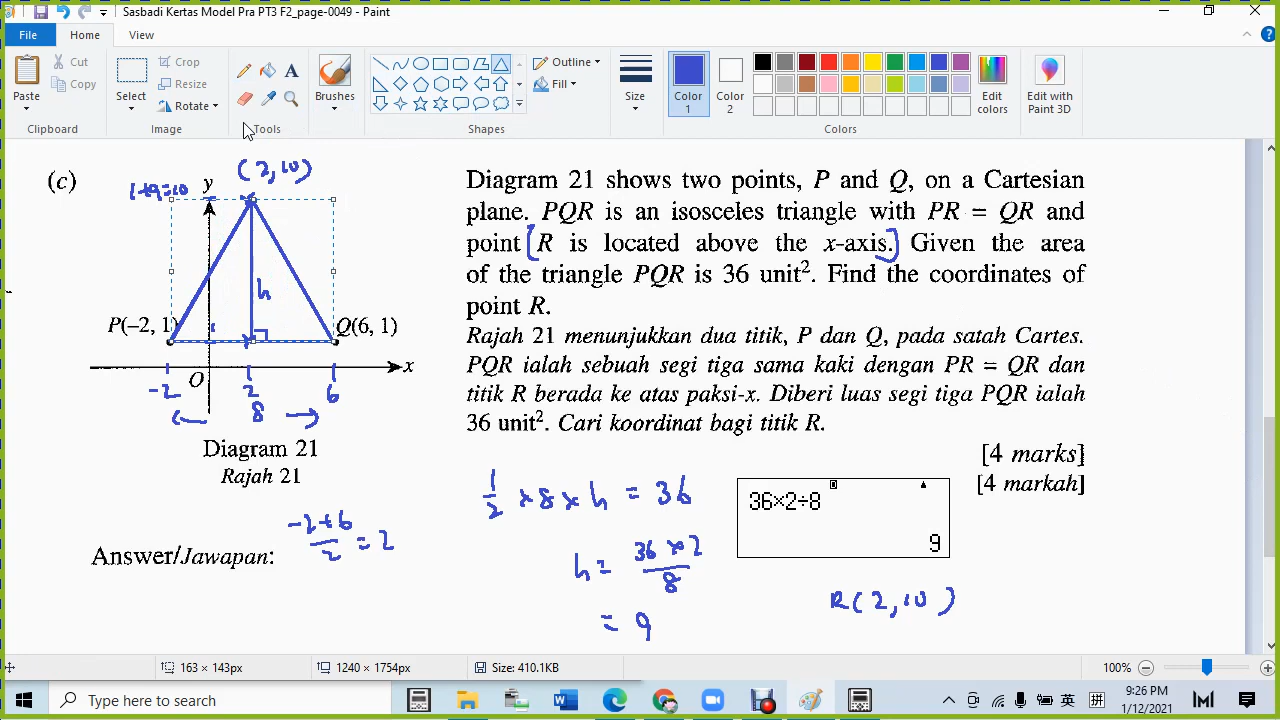 Sasbadi Kertas Model Pra PT3 F2_page-0049 - Paint
File Home View
Paste Cut Copy Clipboard
Select Crop Resize Rotate Image
Tools
Brushes
Outline Fill Shapes
Size
Color 1 Color 2 Edit colors Colors
Edit with Paint 3D
(c)
1+9=10 y (2,10)
h
P(−2, 1) 1 Q(6, 1)
O x
-2 2 6
8
Diagram 21
Rajah 21
Diagram 21 shows two points, P and Q, on a Cartesian
plane. PQR is an isosceles triangle with PR = QR and
point [R is located above the x-axis.] Given the area
of the triangle PQR is 36 unit². Find the coordinates of
point R.
Rajah 21 menunjukkan dua titik, P dan Q, pada satah Cartes.
PQR ialah sebuah segi tiga sama kaki dengan PR = QR dan
titik R berada ke atas paksi-x. Diberi luas segi tiga PQR ialah
36 unit². Cari koordinat bagi titik R.
[4 marks]
[4 markah]
Answer/Jawapan:
-2+6/2 = 2
1/2 × 8 × h = 36
h = 36 × 2/8
= 9
36×2÷8
9
R(2,10)
163 × 143px 1240 × 1754px Size: 410.1KB 100%
Type here to search
英 拼 9:26 PM
1/12/2021